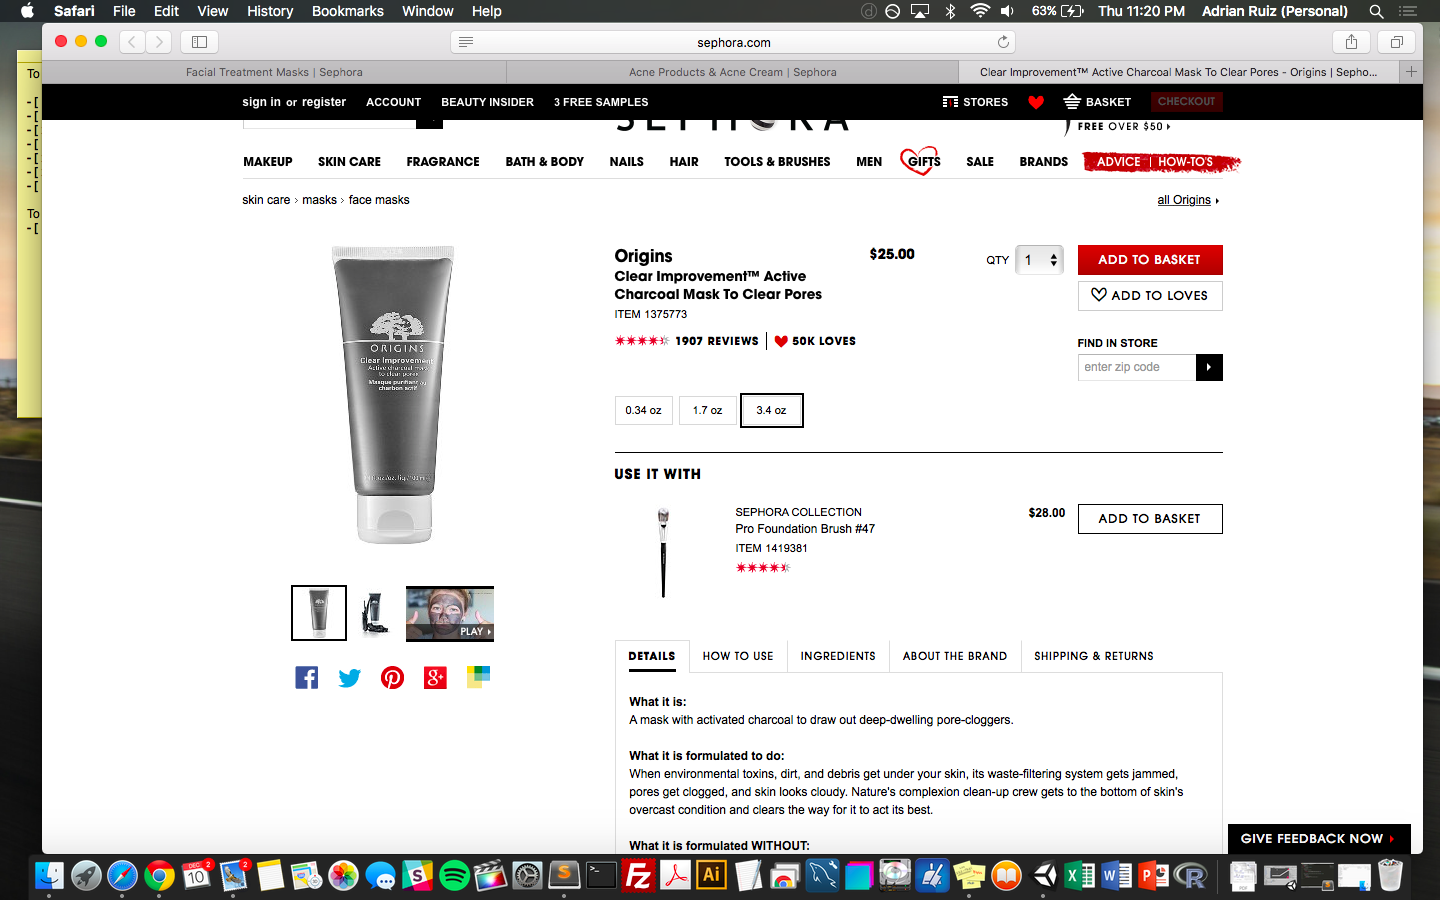 Safari File Edit View History Bookmarks Window Help 63% Thu 11:20 PM Adrian Ruiz (Personal)
sephora.com
Facial Treatment Masks | Sephora
Acne Products & Acne Cream | Sephora
Clear Improvement™ Active Charcoal Mask To Clear Pores - Origins | Sepho...
To
-[
-[
-[
-[
-[
-[
-[
To
-[
sign in or register ACCOUNT BEAUTY INSIDER 3 FREE SAMPLES STORES BASKET CHECKOUT
SEPHORA
FREE OVER $50
MAKEUP SKIN CARE FRAGRANCE BATH & BODY NAILS HAIR TOOLS & BRUSHES MEN GIFTS SALE BRANDS ADVICE | HOW-TO'S
skin care › masks › face masks
all Origins
Origins
Clear Improvement™ Active
Charcoal Mask To Clear Pores
ITEM 1375773
1907 REVIEWS 50K LOVES
$25.00
QTY 1
ADD TO BASKET
ADD TO LOVES
FIND IN STORE
enter zip code
0.34 oz 1.7 oz 3.4 oz
ORIGINS
Clear Improvement
Active charcoal mask
to clear pores
Masque purifiant au
charbon actif
PLAY
USE IT WITH
SEPHORA COLLECTION
Pro Foundation Brush #47
ITEM 1419381
$28.00
ADD TO BASKET
DETAILS HOW TO USE INGREDIENTS ABOUT THE BRAND SHIPPING & RETURNS
What it is:
A mask with activated charcoal to draw out deep-dwelling pore-cloggers.
What it is formulated to do:
When environmental toxins, dirt, and debris get under your skin, its waste-filtering system gets jammed,
pores get clogged, and skin looks cloudy. Nature's complexion clean-up crew gets to the bottom of skin's
overcast condition and clears the way for it to act its best.
What it is formulated WITHOUT:
GIVE FEEDBACK NOW
DEC
10
2
2
Fz
Ai